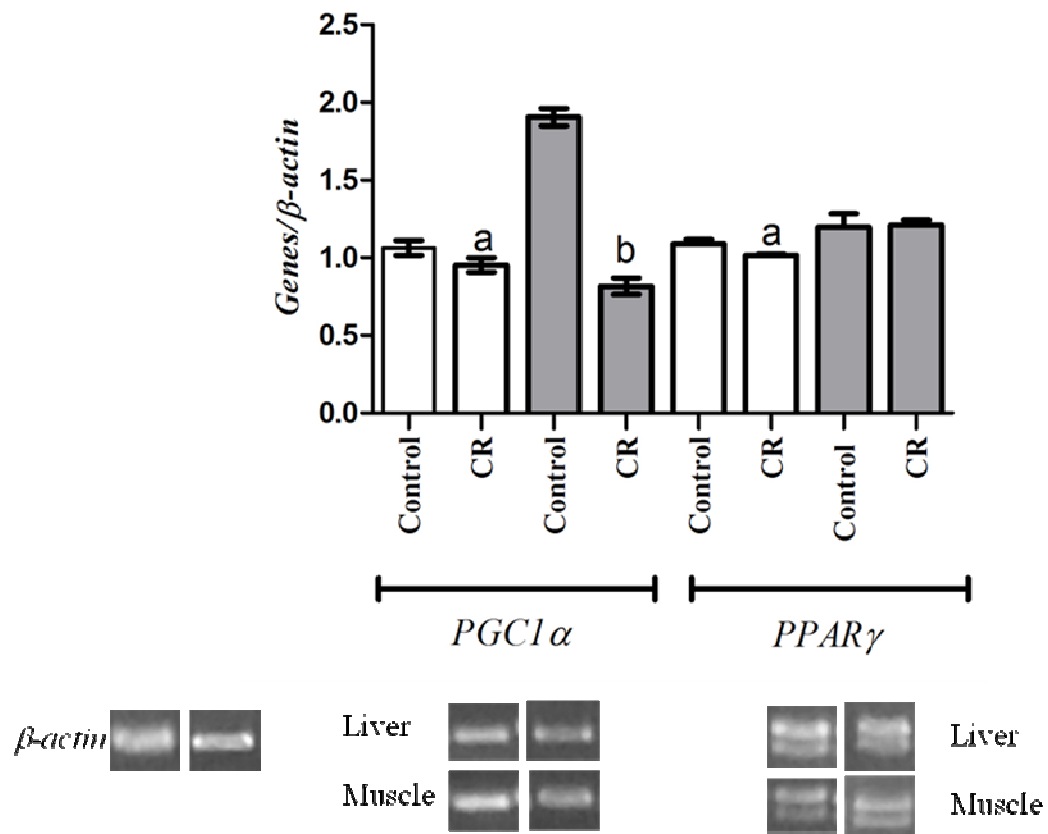 2.5
2.0
1.5
1.0
0.5
0.0
Genes/β-actin
a
b
a
Control
CR
Control
CR
Control
CR
Control
CR
PGC1α
PPARγ
β-actin
Liver
Muscle
Liver
Muscle